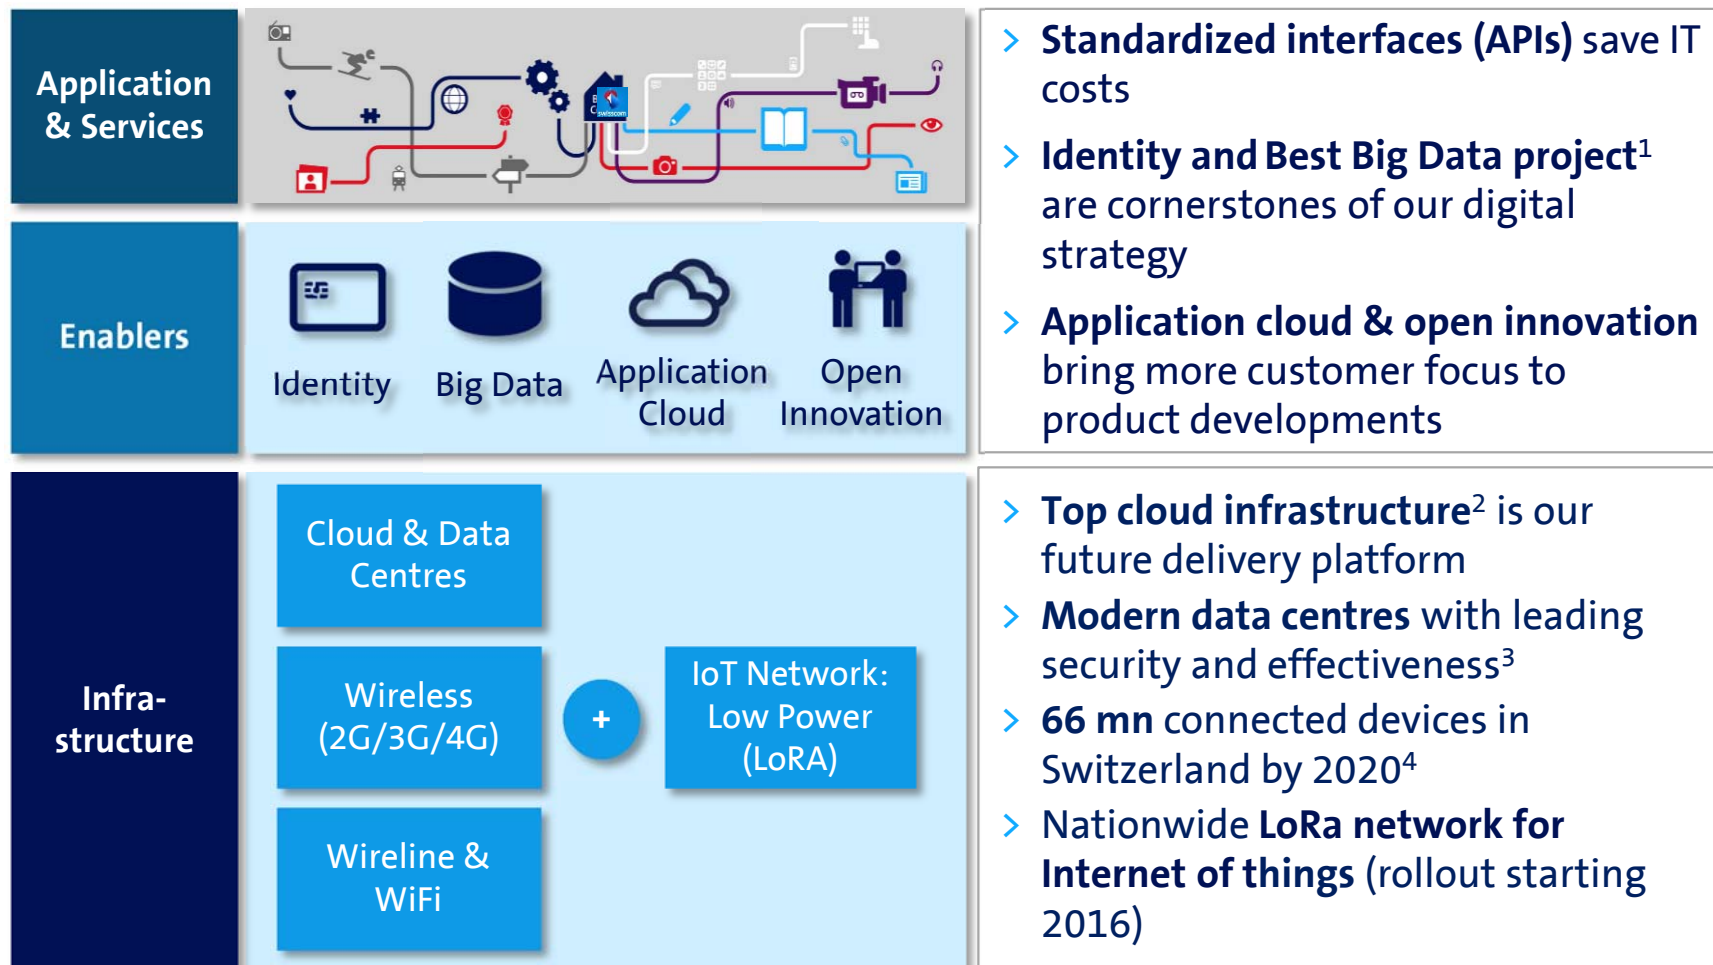 Application
& Services
swisscom
Enablers
Identity
Big Data
Application
Cloud
Open
Innovation
Infra-
structure
Cloud & Data
Centres
Wireless
(2G/3G/4G)
+
IoT Network:
Low Power
(LoRA)
Wireline &
WiFi
> Standardized interfaces (APIs) save IT
costs
> Identity and Best Big Data project¹
are cornerstones of our digital
strategy
> Application cloud & open innovation
bring more customer focus to
product developments
> Top cloud infrastructure² is our
future delivery platform
> Modern data centres with leading
security and effectiveness³
> 66 mn connected devices in
Switzerland by 2020⁴
> Nationwide LoRa network for
Internet of things (rollout starting
2016)